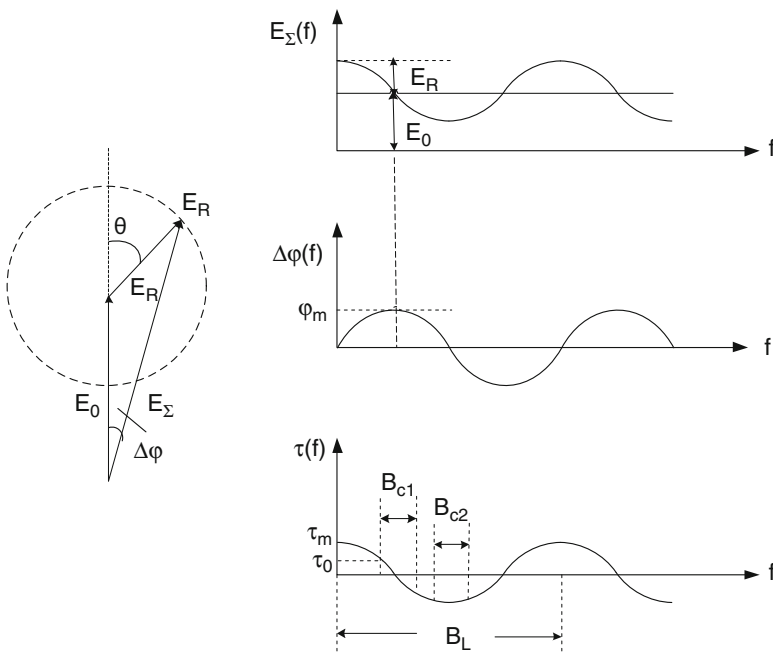 E_Σ(f)
E_R
E_0
f
E_R
θ
E_R
E_0
E_Σ
Δφ
Δφ(f)
φ_m
f
τ(f)
B_c1
B_c2
τ_m
τ_0
f
B_L